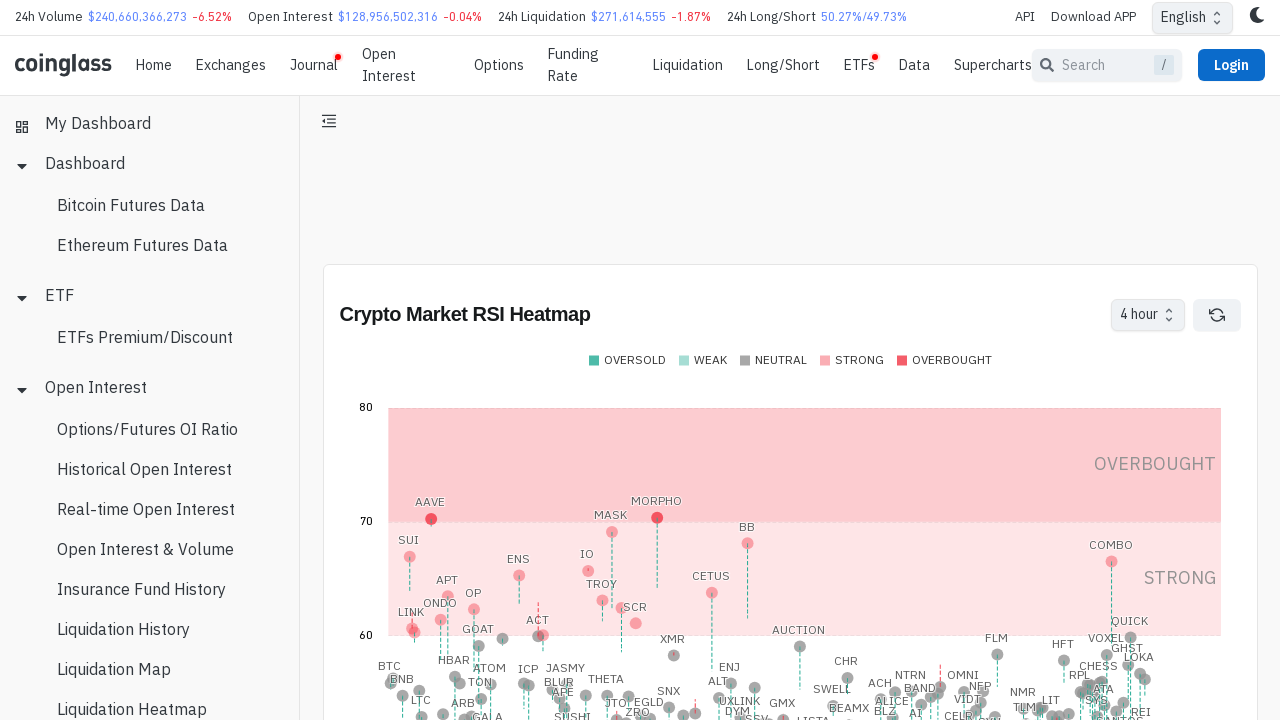 24h Volume $240,660,366,273 -6.52% Open Interest $128,956,502,316 -0.04% 24h Liquidation $271,614,555 -1.87% 24h Long/Short 50.27%/49.73% API Download APP English
coinglass Home Exchanges Journal Open Interest Options Funding Rate Liquidation Long/Short ETFs Data Supercharts Search / Login
My Dashboard
Dashboard
Bitcoin Futures Data
Ethereum Futures Data
ETF
ETFs Premium/Discount
Open Interest
Options/Futures OI Ratio
Historical Open Interest
Real-time Open Interest
Open Interest & Volume
Insurance Fund History
Liquidation History
Liquidation Map
Liquidation Heatmap
Crypto Market RSI Heatmap 4 hour
OVERSOLD WEAK NEUTRAL STRONG OVERBOUGHT
80
OVERBOUGHT
AAVE MORPHO
MASK
70
BB
SUI COMBO
ENS IO
APT TROY CETUS STRONG
OP
ONDO SCR
LINK
ACT QUICK
GOAT AUCTION
60
XMR FLM VOXEL
HFT GHST
BTC HBAR CHR LOKA
ATOM ICP JASMY ENJ CHESS
BNB TON BLUR THETA ALT ACH NTRN OMNI RPL
APE SNX SWELL BAND NEP NMR DATA
LTC ARB JTO EGLD UXLINK GMX ALICE VIDT LIT SYS
GALA SUSHI ZRO DYM BEAMX BLZ TLM REI
LISTA